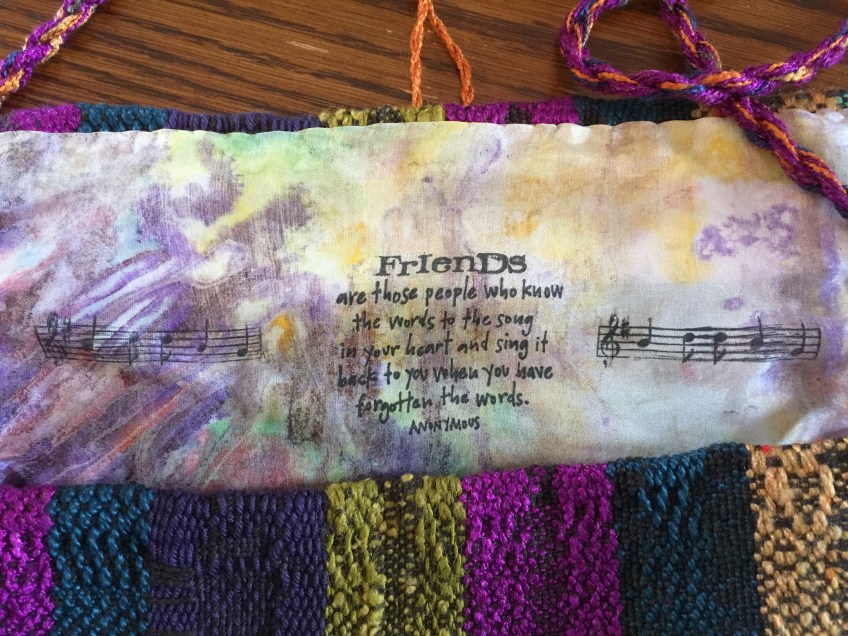 FrIenDs
are those people who know
the words to the song
in your heart and sing it
back to you when you have
forgotten the words.
ANONYMOUS